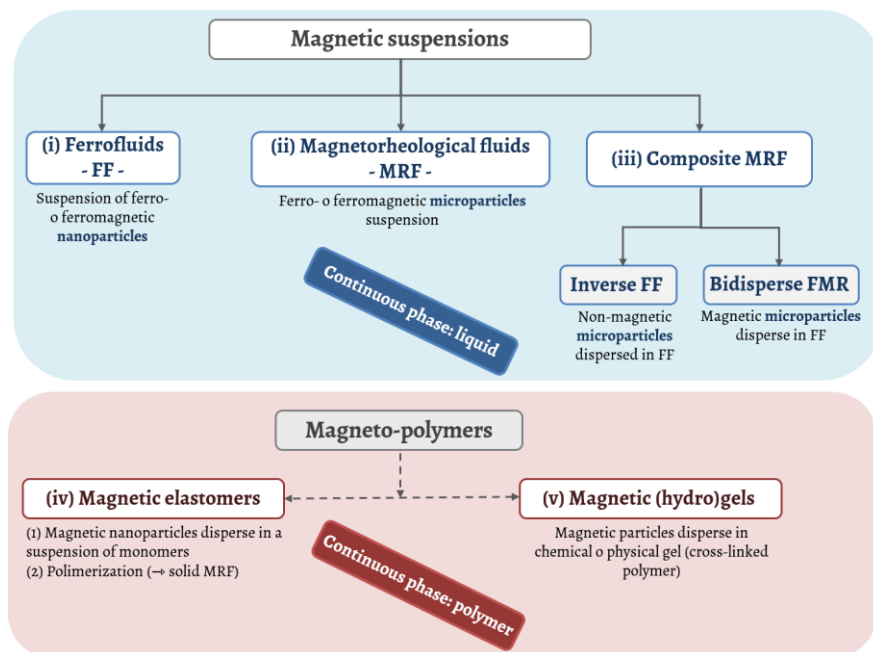 Magnetic suspensions
(i) Ferrofluids
- FF -
Suspension of ferro-
o ferromagnetic
nanoparticles
(ii) Magnetorheological fluids
- MRF -
Ferro- o ferromagnetic microparticles
suspension
(iii) Composite MRF
Inverse FF
Non-magnetic
microparticles
dispersed in FF
Bidisperse FMR
Magnetic microparticles
disperse in FF
Continuous phase: liquid
Magneto-polymers
(iv) Magnetic elastomers
(1) Magnetic nanoparticles disperse in a
suspension of monomers
(2) Polimerization (→ solid MRF)
(v) Magnetic (hydro)gels
Magnetic particles disperse in
chemical o physical gel (cross-linked
polymer)
Continuous phase: polymer